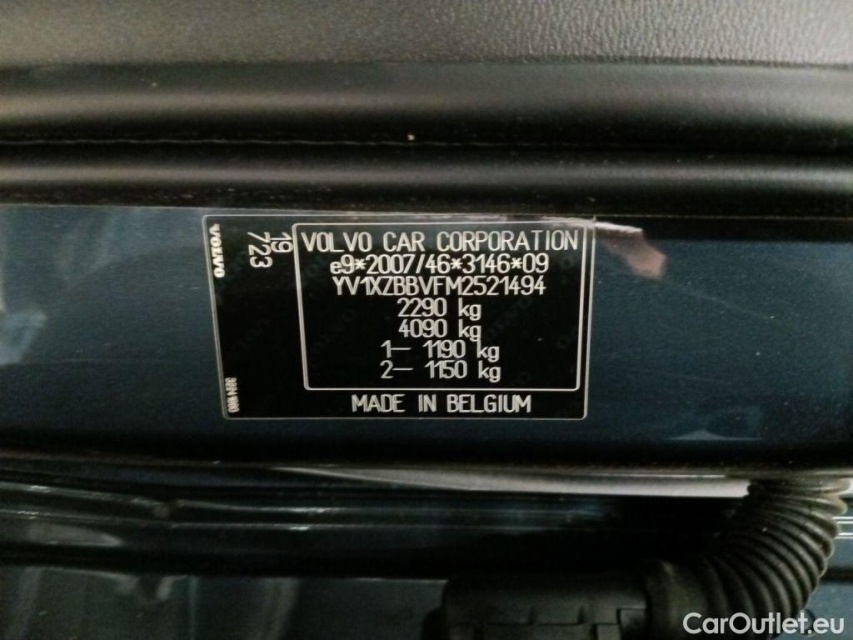 VOLVO
19
723
VOLVO CAR CORPORATION
e9*2007/46*3146*09
YV1XZBBVFM2521494
2290 kg
4090 kg
1— 1190 kg
2— 1150 kg
MADE IN BELGIUM
CarOutlet.eu